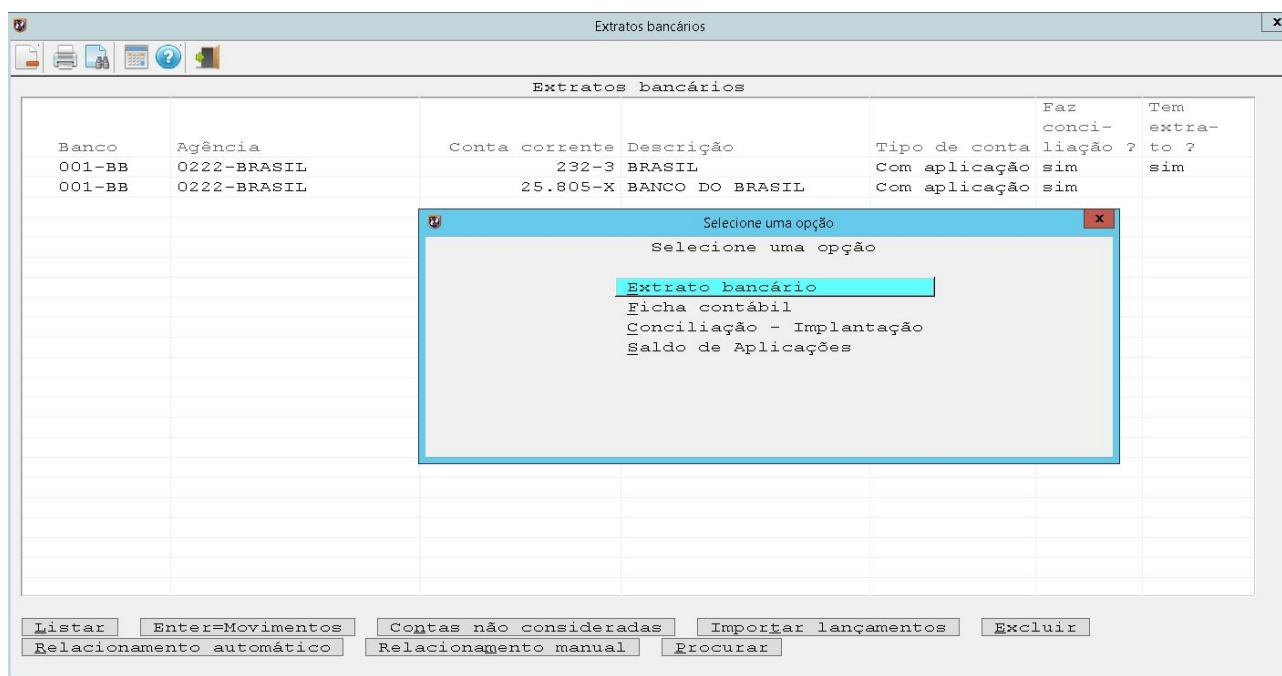 Extratos bancários
x
Extratos bancários
Banco Agência Conta corrente Descrição Tipo de conta Faz conci- liação ? Tem extra- to ?
001-BB 0222-BRASIL 232-3 BRASIL Com aplicação sim sim
001-BB 0222-BRASIL 25.805-X BANCO DO BRASIL Com aplicação sim
Selecione uma opção
x
Selecione uma opção
Extrato bancário
Ficha contábil
Conciliação - Implantação
Saldo de Aplicações
Listar Enter=Movimentos Contas não consideradas Importar lançamentos Excluir
Relacionamento automático Relacionamento manual Procurar